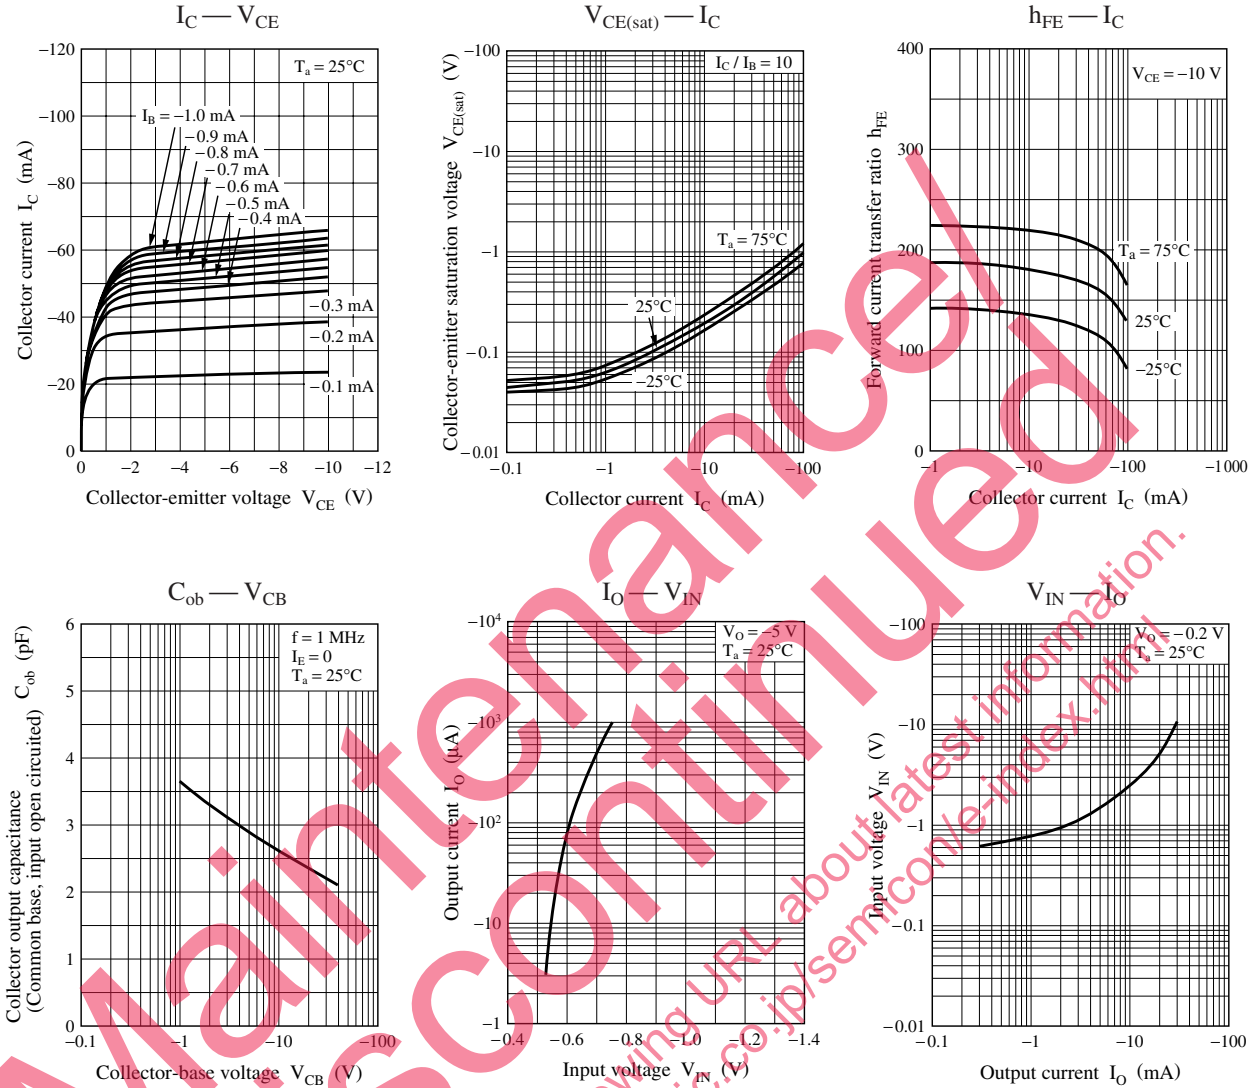 I_C — V_CE
−120
−100
−80
−60
−40
−20
0
0
−2
−4
−6
−8
−10
−12
T_a = 25°C
I_B = −1.0 mA
−0.9 mA
−0.8 mA
−0.7 mA
−0.6 mA
−0.5 mA
−0.4 mA
−0.3 mA
−0.2 mA
−0.1 mA
Collector current I_C (mA)
Collector-emitter voltage V_CE (V)
V_CE(sat) — I_C
−100
−10
−1
−0.1
−0.01
−0.1
−1
−10
−100
I_C / I_B = 10
T_a = 75°C
25°C
−25°C
Collector-emitter saturation voltage V_CE(sat) (V)
Collector current I_C (mA)
h_FE — I_C
400
300
200
100
0
−1
−10
−100
−1 000
V_CE = −10 V
T_a = 75°C
25°C
−25°C
Forward current transfer ratio h_FE
Collector current I_C (mA)
C_ob — V_CB
6
5
4
3
2
1
0
−0.1
−1
−10
−100
f = 1 MHz
I_E = 0
T_a = 25°C
Collector output capacitance
(Common base, input open circuited) C_ob (pF)
Collector-base voltage V_CB (V)
I_O — V_IN
−10⁴
−10³
−10²
−10
−1
−0.4
−0.6
−0.8
−1.0
−1.2
−1.4
V_O = −5 V
T_a = 25°C
Output current I_O (µA)
Input voltage V_IN (V)
V_IN — I_O
−100
−10
−1
−0.1
−0.01
−0.1
−1
−10
−100
V_O = −0.2 V
T_a = 25°C
Input voltage V_IN (V)
Output current I_O (mA)
Maintenance/
iscontinued
wing URL about latest information.
ic.co.jp/semicon/e-index.html